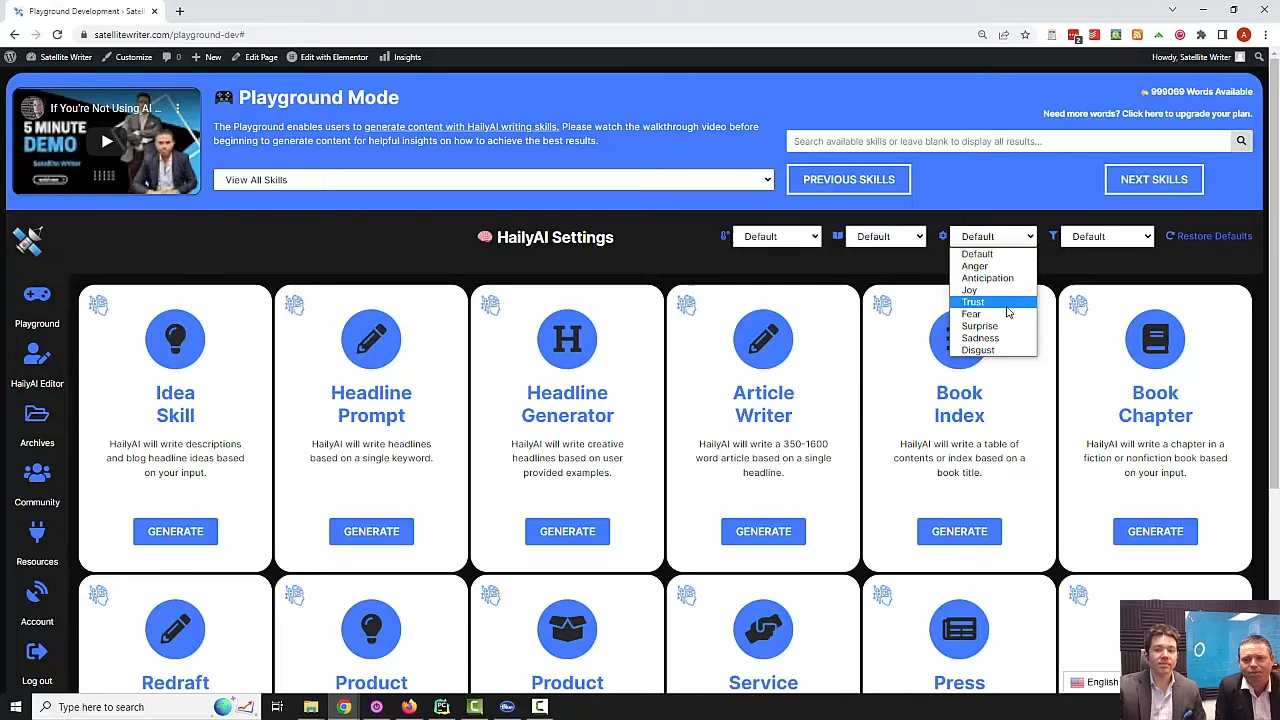 Playground Development › Satell
satellitewriter.com/playground-dev#
2
A
Satellite Writer
Customize
0
New
Edit Page
Edit with Elementor
Insights
Howdy, Satellite Writer
If You're Not Using AI ...
5 MINUTE
DEMO
Satellite Writer
Playground Mode
The Playground enables users to generate content with HailyAI writing skills. Please watch the walkthrough video before
beginning to generate content for helpful insights on how to achieve the best results.
View All Skills
999069 Words Available
Need more words? Click here to upgrade your plan.
Search available skills or leave blank to display all results...
PREVIOUS SKILLS
NEXT SKILLS
HailyAI Settings
Default
Default
Default
Default
Restore Defaults
Default
Anger
Anticipation
Joy
Trust
Fear
Surprise
Sadness
Disgust
Playground
HailyAI Editor
Archives
Community
Resources
Account
Log out
Idea
Skill
HailyAI will write descriptions
and blog headline ideas based
on your input.
GENERATE
Headline
Prompt
HailyAI will write headlines
based on a single keyword.
GENERATE
H
Headline
Generator
HailyAI will write creative
headlines based on user
provided examples.
GENERATE
Article
Writer
HailyAI will write a 350-1600
word article based on a single
headline.
GENERATE
Book
Index
HailyAI will write a table of
contents or index based on a
book title.
GENERATE
Book
Chapter
HailyAI will write a chapter in a
fiction or nonfiction book based
on your input.
GENERATE
Redraft
Product
Product
Service
Press
English
Type here to search